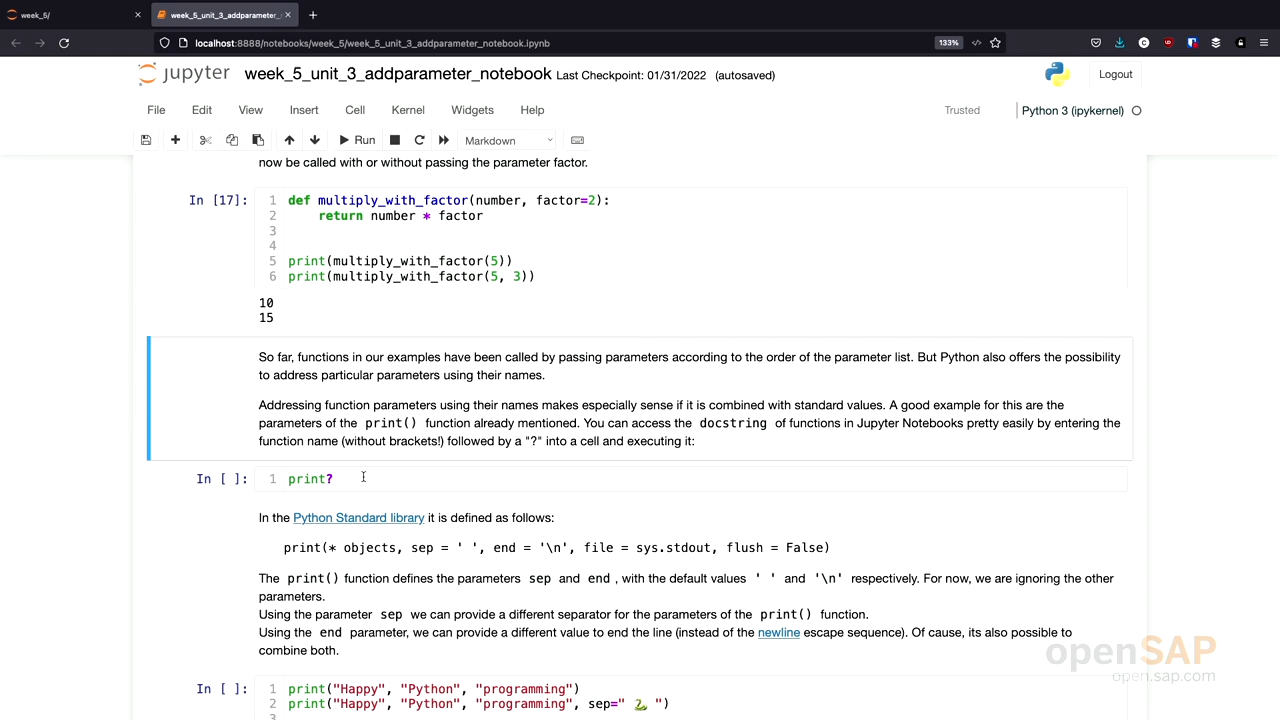 week_5/
week_5_unit_3_addparameter_
localhost:8888/notebooks/week_5/week_5_unit_3_addparameter_notebook.ipynb
133%
jupyter week_5_unit_3_addparameter_notebook Last Checkpoint: 01/31/2022 (autosaved)
Logout
File Edit View Insert Cell Kernel Widgets Help
Trusted Python 3 (ipykernel)
Run Markdown
now be called with or without passing the parameter factor.
In [17]: 1 def multiply_with_factor(number, factor=2):
2 return number * factor
3
4
5 print(multiply_with_factor(5))
6 print(multiply_with_factor(5, 3))
10
15
So far, functions in our examples have been called by passing parameters according to the order of the parameter list. But Python also offers the possibility
to address particular parameters using their names.
Addressing function parameters using their names makes especially sense if it is combined with standard values. A good example for this are the
parameters of the print() function already mentioned. You can access the docstring of functions in Jupyter Notebooks pretty easily by entering the
function name (without brackets!) followed by a "?" into a cell and executing it:
In [ ]: 1 print?
In the Python Standard library it is defined as follows:
print(* objects, sep = ' ', end = '\n', file = sys.stdout, flush = False)
The print() function defines the parameters sep and end , with the default values ' ' and '\n' respectively. For now, we are ignoring the other
parameters.
Using the parameter sep we can provide a different separator for the parameters of the print() function.
Using the end parameter, we can provide a different value to end the line (instead of the newline escape sequence). Of cause, its also possible to
combine both.
In [ ]: 1 print("Happy", "Python", "programming")
2 print("Happy", "Python", "programming", sep=" 🐍 ")
3
openSAP
open.sap.com